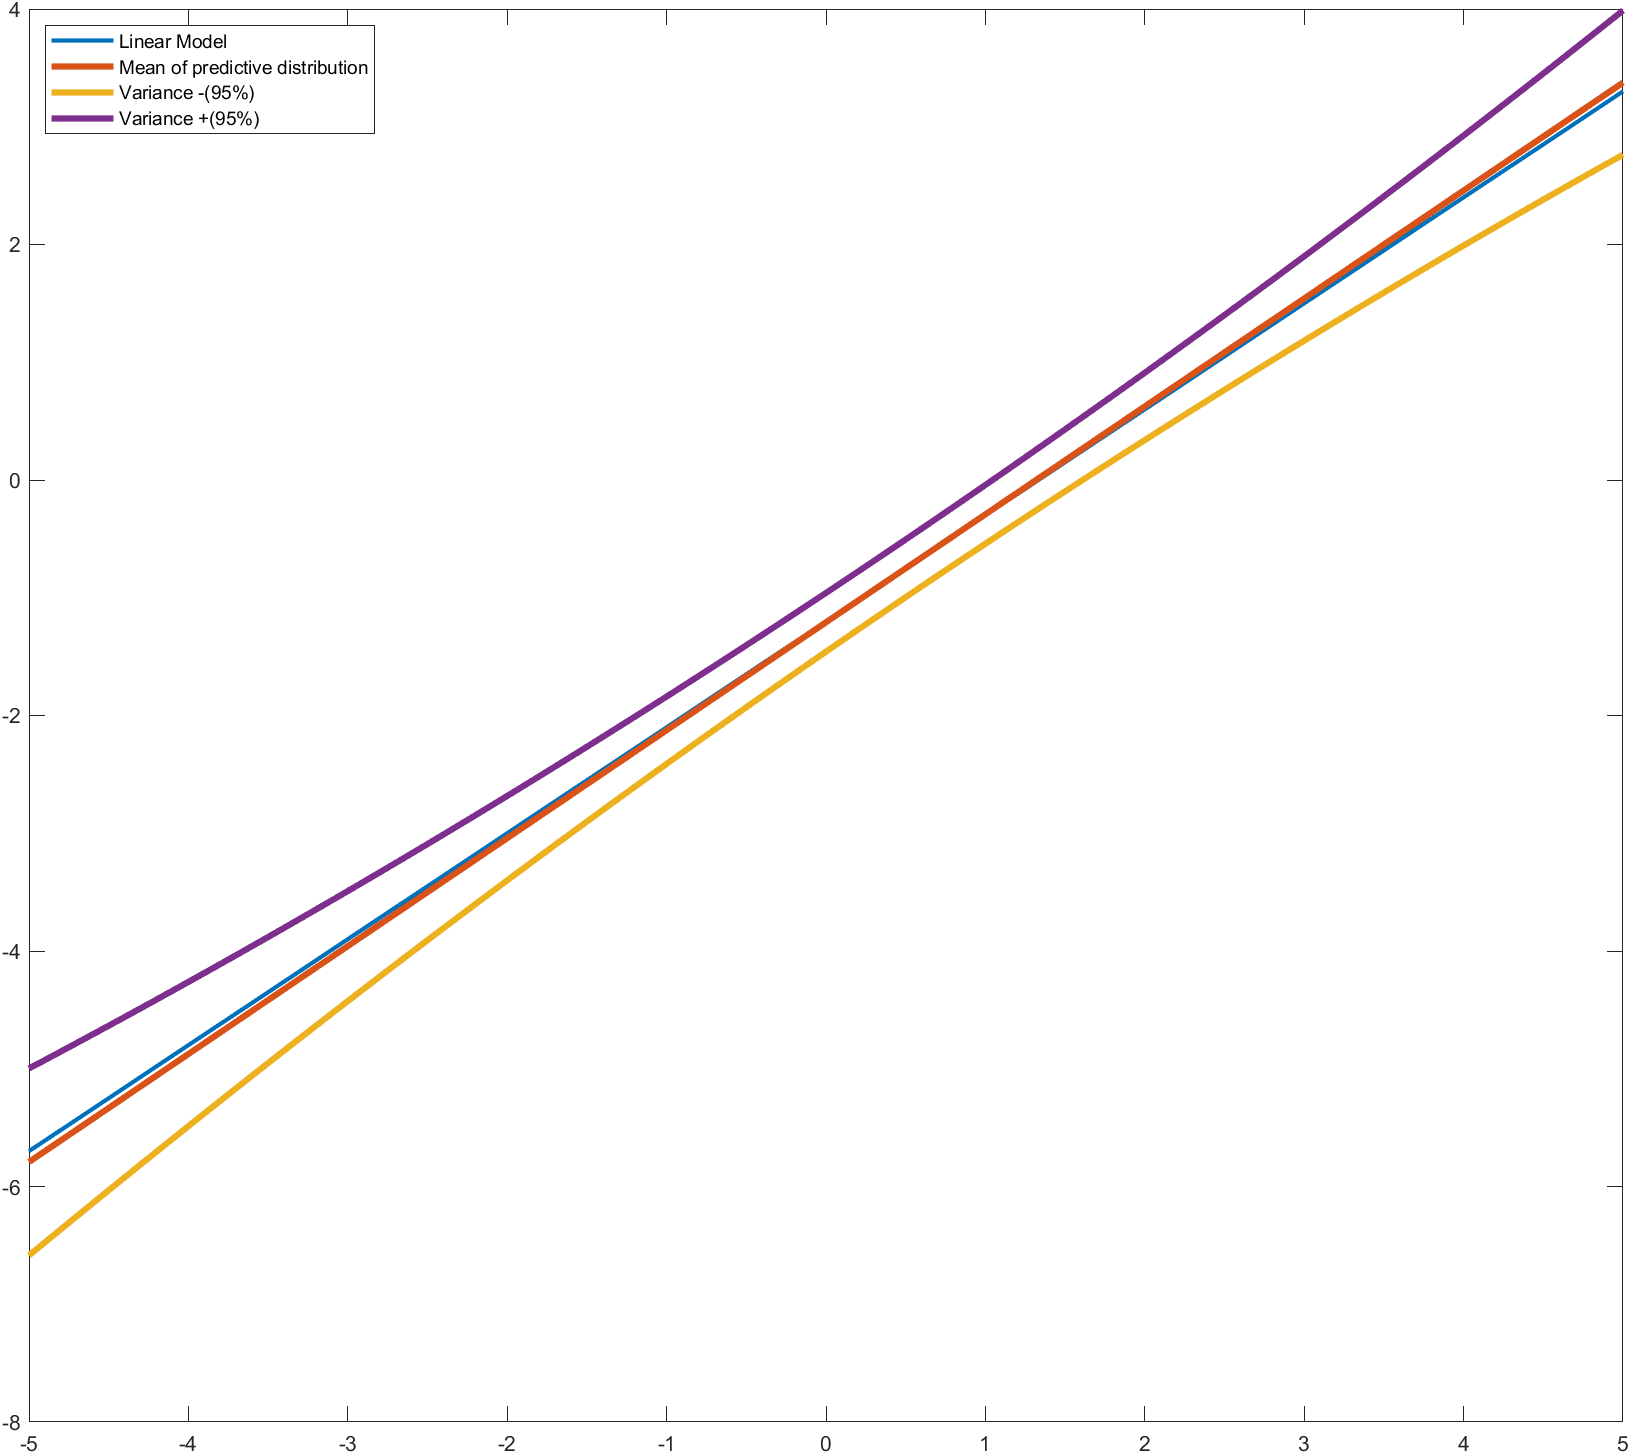 4
Linear Model
Mean of predictive distribution
Variance -(95%)
Variance +(95%)
2
0
-2
-4
-6
-8
-5 -4 -3 -2 -1 0 1 2 3 4 5